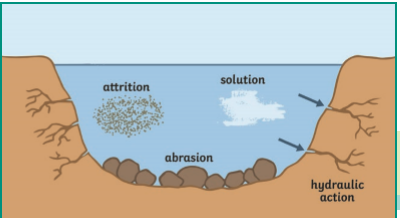 attrition
solution
abrasion
hydraulic
action